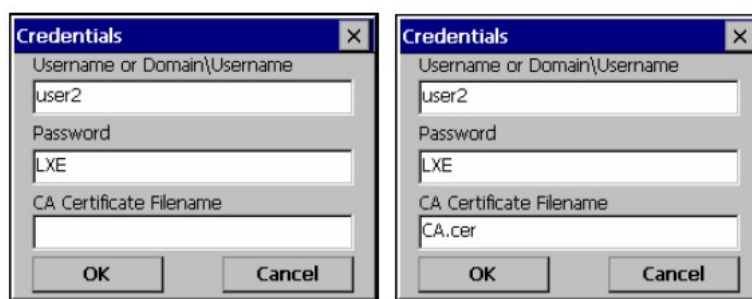 Credentials
Username or Domain\Username
user2
Password
LXE
CA Certificate Filename
OK Cancel
Credentials
Username or Domain\Username
user2
Password
LXE
CA Certificate Filename
CA.cer
OK Cancel